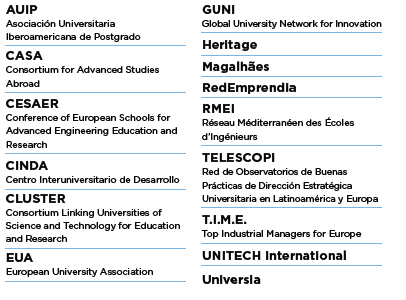 AUIP
Asociación Universitaria
Iberoamericana de Postgrado
CASA
Consortium for Advanced Studies
Abroad
CESAER
Conference of European Schools for
Advanced Engineering Education and
Research
CINDA
Centro Interuniversitario de Desarrollo
CLUSTER
Consortium Linking Universities of
Science and Technology for Education
and Research
EUA
European University Association
GUNI
Global University Network for Innovation
Heritage
Magalhães
RedEmprendia
RMEI
Réseau Méditerranéen des Écoles
d'Ingénieurs
TELESCOPI
Red de Observatorios de Buenas
Prácticas de Dirección Estratégica
Universitaria en Latinoamérica y Europa
T.I.M.E.
Top Industrial Managers for Europe
UNITECH International
Universia